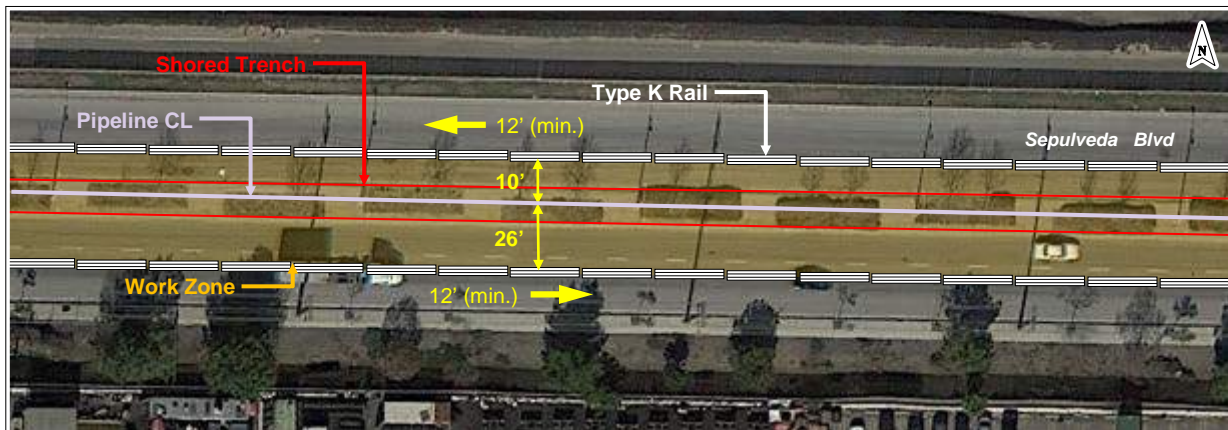 N
Shored Trench
Type K Rail
Pipeline CL
12' (min.)
Sepulveda Blvd
10'
26'
Work Zone
12' (min.)